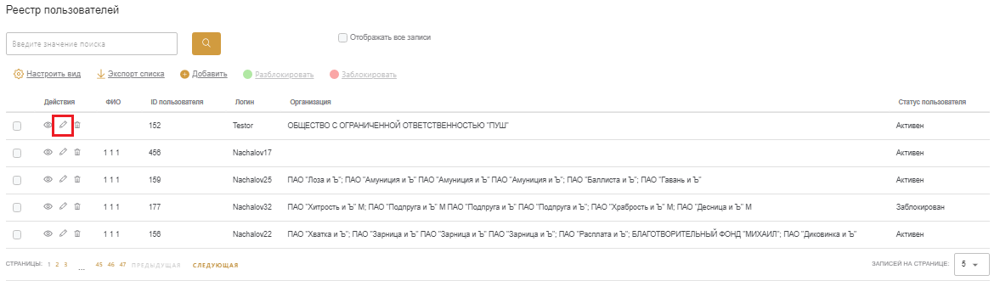 Реестр пользователей
Введите значение поиска
Отображать все записи
Настроить вид Экспорт списка Добавить Разблокировать Заблокировать
Действия ФИО ID пользователя Логин Организация Статус пользователя
152 Testor ОБЩЕСТВО С ОГРАНИЧЕННОЙ ОТВЕТСТВЕННОСТЬЮ "ПУШ" Активен
1 1 1 456 Nachalov17 Активен
1 1 1 159 Nachalov25 ПАО "Лоза и Ъ"; ПАО "Амуниция и Ъ" ПАО "Амуниция и Ъ" ПАО "Амуниция и Ъ"; ПАО "Баллиста и Ъ"; ПАО "Гавань и Ъ" Активен
1 1 1 177 Nachalov32 ПАО "Хитрость и Ъ" М; ПАО "Подпруга и Ъ" М ПАО "Подпруга и Ъ" ПАО "Подпруга и Ъ"; ПАО "Храбрость и Ъ" М; ПАО "Десница и Ъ" М Заблокирован
1 1 1 156 Nachalov22 ПАО "Хватка и Ъ"; ПАО "Зарница и Ъ" ПАО "Зарница и Ъ" ПАО "Зарница и Ъ"; ПАО "Расплата и Ъ"; БЛАГОТВОРИТЕЛЬНЫЙ ФОНД "МИХАИЛ"; ПАО "Диковинка и Ъ" Активен
СТРАНИЦЫ: 1 2 3 ... 45 46 47 ПРЕДЫДУЩАЯ СЛЕДУЮЩАЯ ЗАПИСЕЙ НА СТРАНИЦЕ: 5